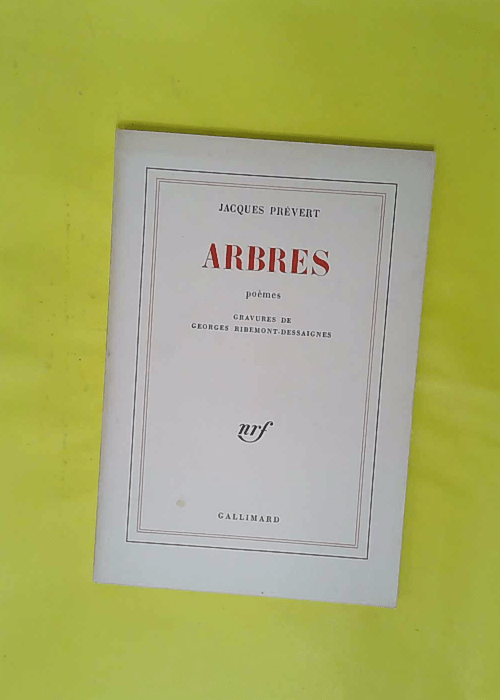 JACQUES PRÉVERT
ARBRES
poèmes
GRAVURES DE
GEORGES RIBEMONT-DESSAIGNES
nrf
GALLIMARD